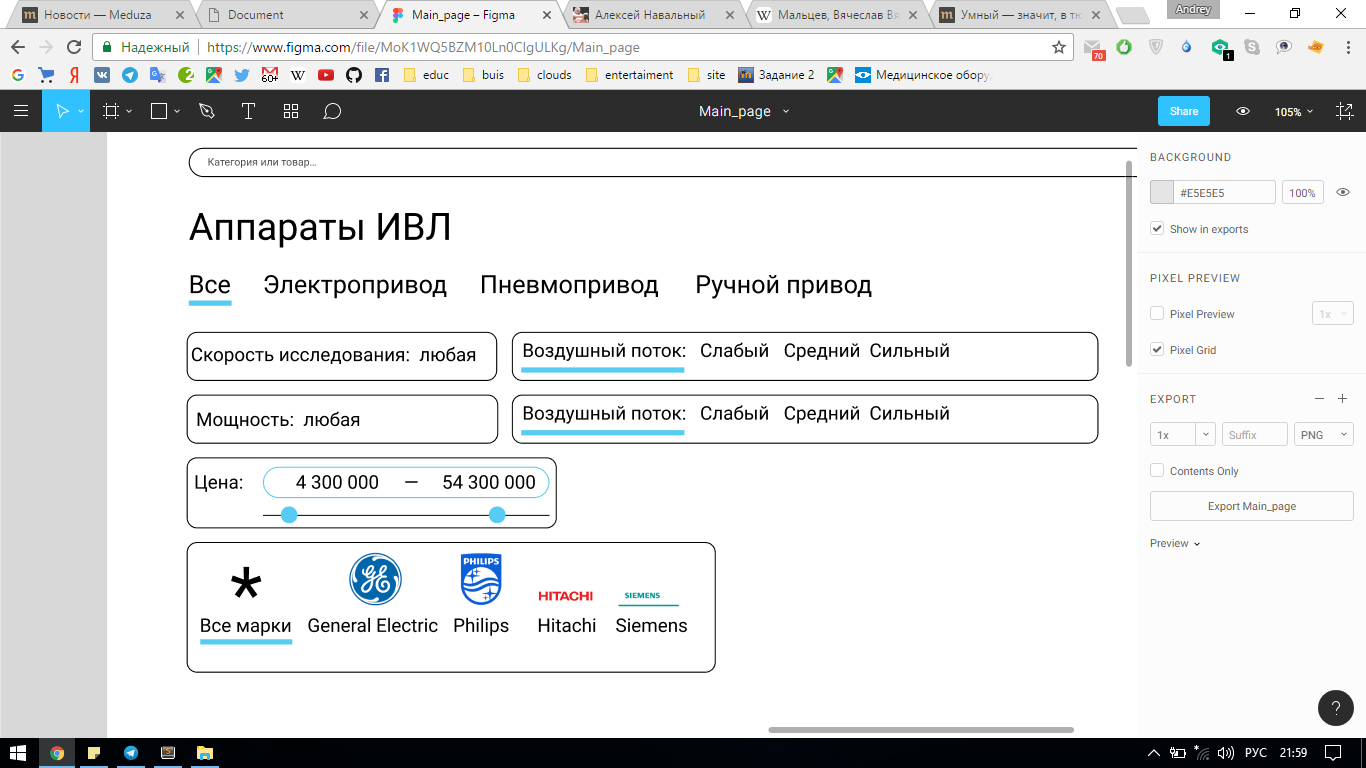 Новости — Meduza
Document
Main_page – Figma
Алексей Навальный
Мальцев, Вячеслав
Умный — значит, в
Andrey
Надежный
https://www.figma.com/file/MoK1WQ5BZM10Ln0CIgULKg/Main_page
70
1
60+
educ
buis
clouds
entertaiment
site
Задание 2
Медицинское
Main_page
Share
105%
Категория или товар...
Аппараты ИВЛ
Все Электропривод Пневмопривод Ручной привод
Скорость исследования: любая
Воздушный поток: Слабый Средний Сильный
Мощность: любая
Воздушный поток: Слабый Средний Сильный
Цена: 4 300 000 — 54 300 000
*
GE
PHILIPS
HITACHI
SIEMENS
Все марки General Electric Philips Hitachi Siemens
BACKGROUND
#E5E5E5 100%
Show in exports
PIXEL PREVIEW
Pixel Preview 1x
Pixel Grid
EXPORT
1x Suffix PNG
Contents Only
Export Main_page
Preview
?
РУС 21:59